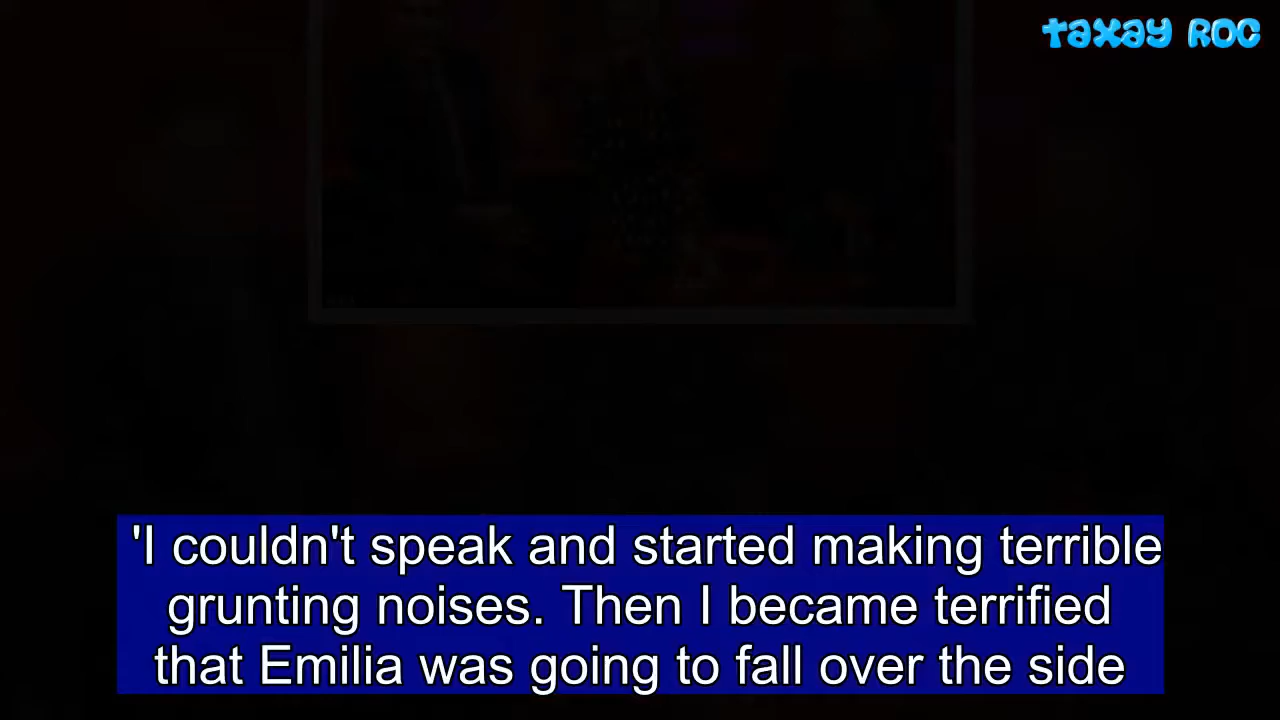 TaXaY ROC
'I couldn't speak and started making terrible
grunting noises. Then I became terrified
that Emilia was going to fall over the side